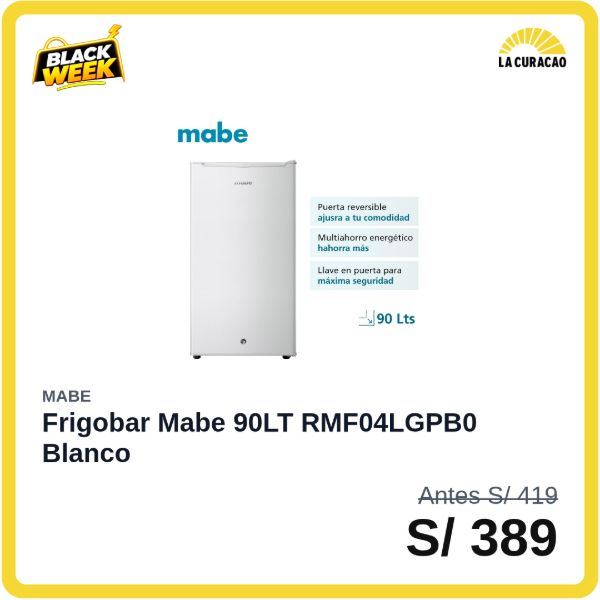 BLACK
WEEK
LA CURACAO
mabe
Puerta reversible
ajusra a tu comodidad
Multiahorro energético
hahorra más
Llave en puerta para
máxima seguridad
90 Lts
MABE
Frigobar Mabe 90LT RMF04LGPB0
Blanco
Antes S/ 419
S/ 389